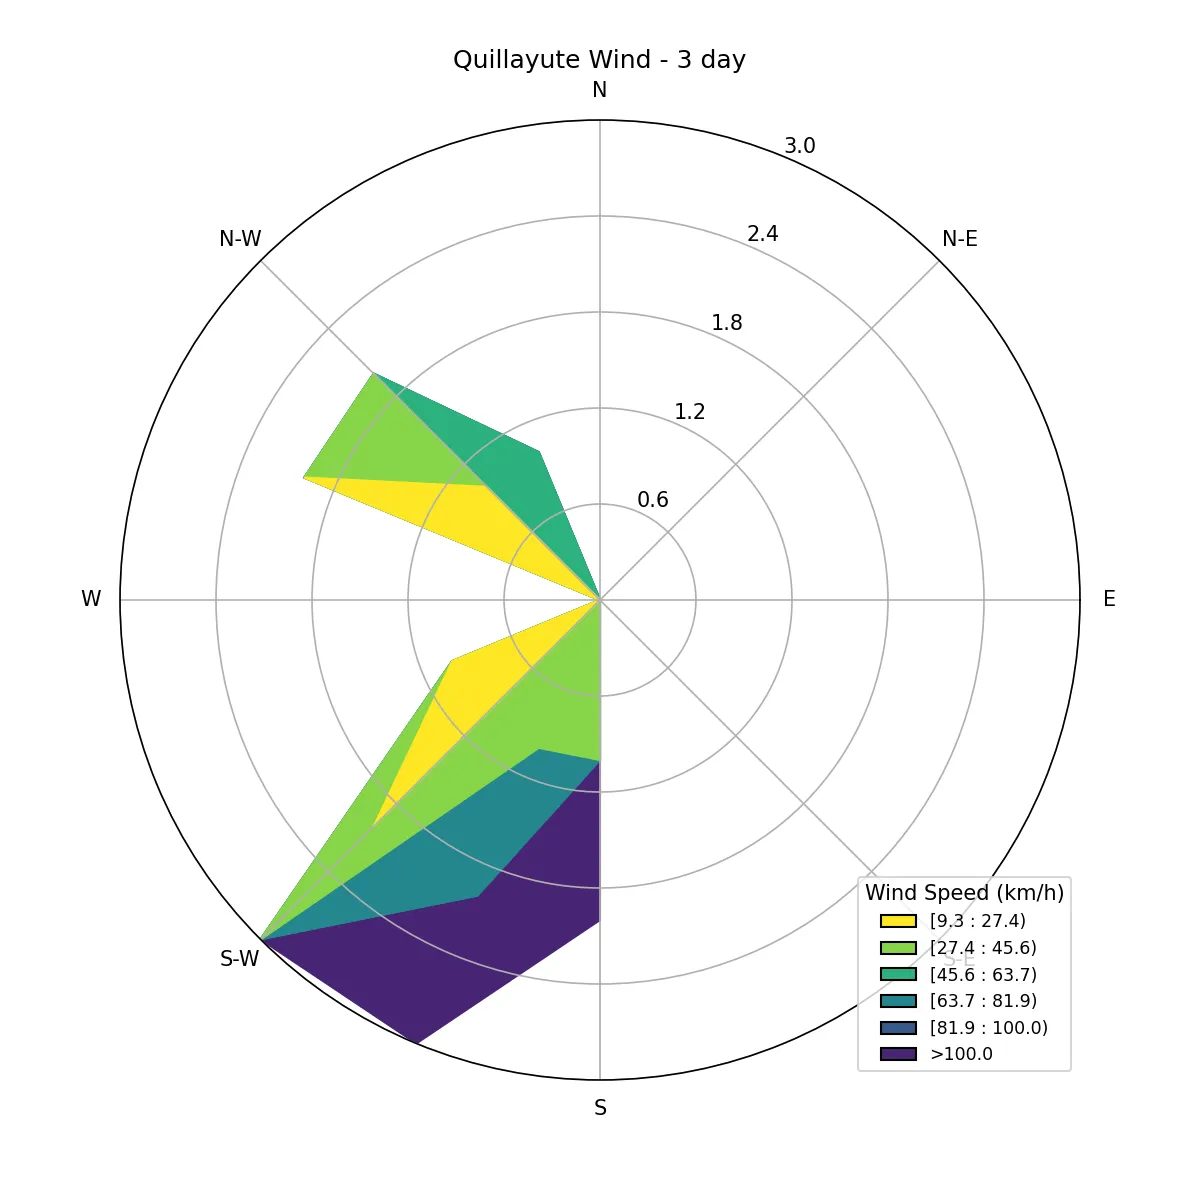 Quillayute Wind - 3 day
N
3.0
N-W
N-E
2.4
1.8
1.2
0.6
W
E
S-W
S-E
Wind Speed (km/h)
[9.3 : 27.4)
[27.4 : 45.6)
[45.6 : 63.7)
[63.7 : 81.9)
[81.9 : 100.0)
>100.0
S